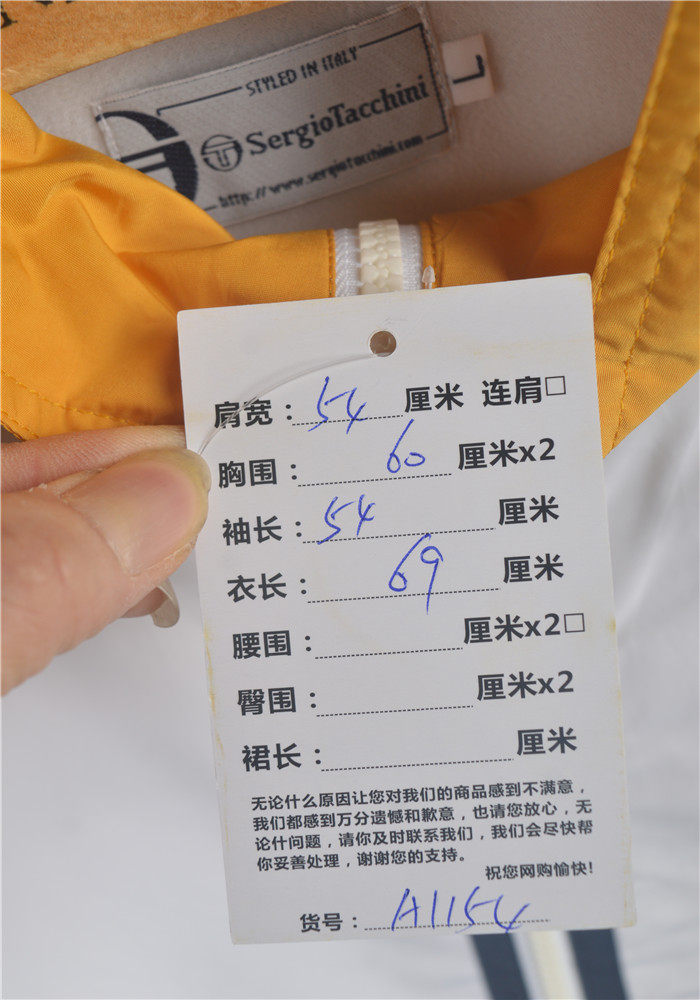 STYLED IN ITALY
L
SergioTacchini
http://www.sergiotacchini.com
肩宽：54厘米 连肩□
胸围：60厘米x2
袖长：54厘米
衣长：69厘米
腰围：厘米x2□
臀围：厘米x2
裙长：厘米
无论什么原因让您对我们的商品感到不满意，
我们都感到万分遗憾和歉意，也请您放心，无
论什问题，请你及时联系我们，我们会尽快帮
你妥善处理，谢谢您的支持。
祝您网购愉快!
货号：A1154